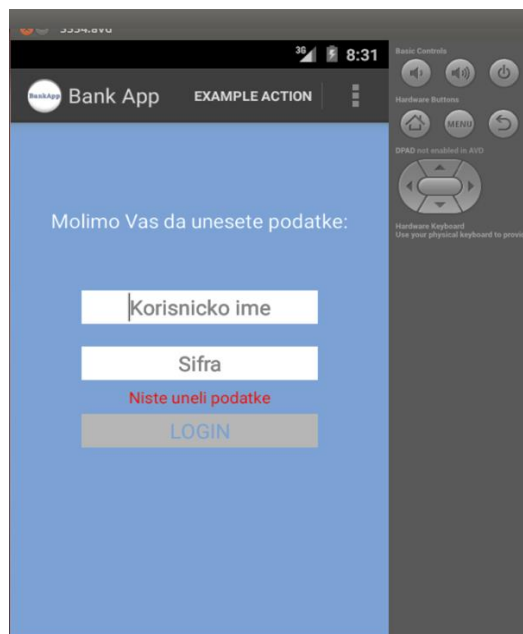 5554:avd
3G 8:31
BankApp Bank App EXAMPLE ACTION
Molimo Vas da unesete podatke:
Korisnicko ime
Sifra
Niste uneli podatke
LOGIN
Basic Controls
Hardware Buttons
MENU
DPAD not enabled in AVD
Hardware Keyboard
Use your physical keyboard to provi